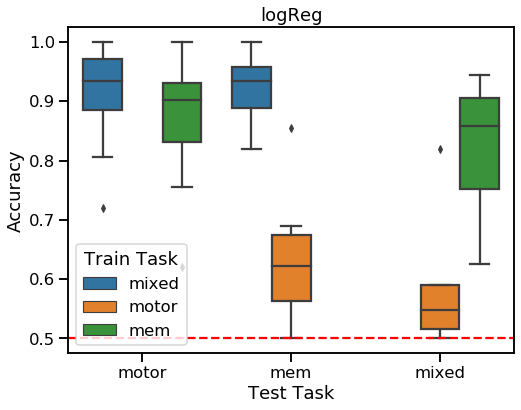 logReg
Accuracy
1.0
0.9
0.8
0.7
0.6
0.5
Train Task
mixed
motor
mem
motor
mem
mixed
Test Task